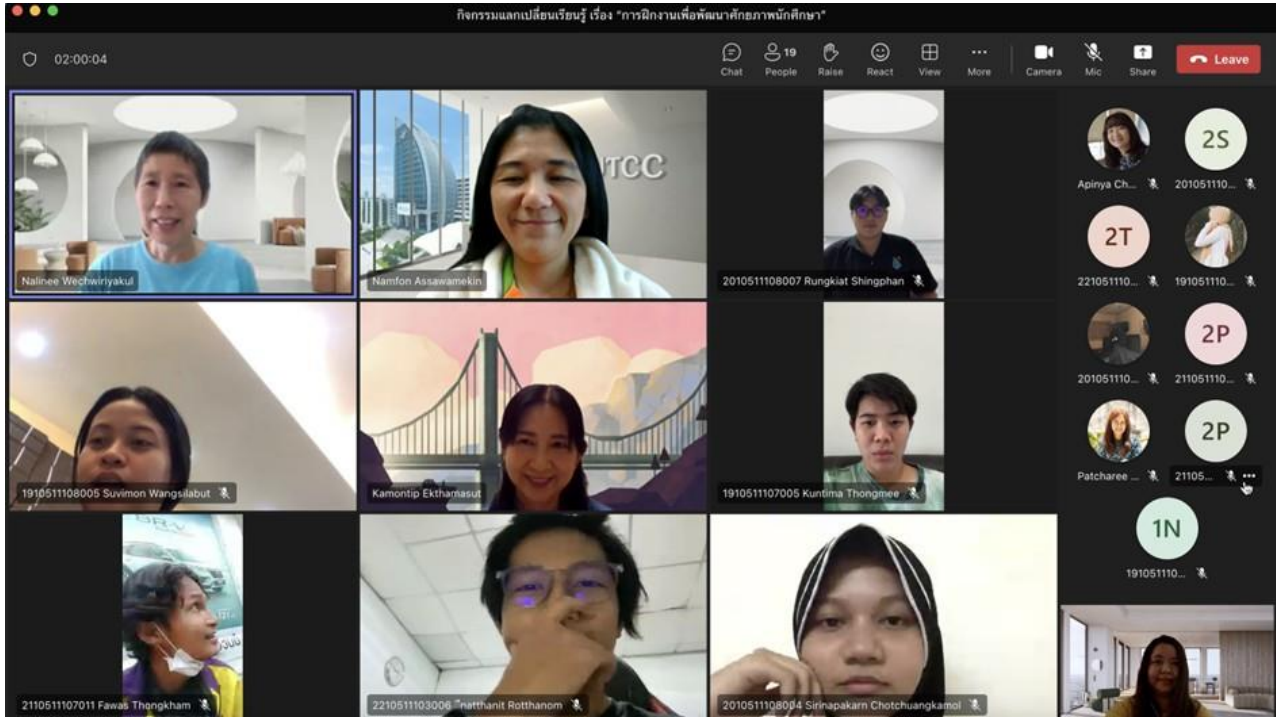 กิจกรรมแลกเปลี่ยนเรียนรู้ เรื่อง "การฝึกงานเพื่อพัฒนาศักยภาพนักศึกษา"
02:00:04
Chat
19
People
Raise
React
View
More
Camera
Mic
Share
Leave
UTCC
Nalinee Wechwiriyakul
Namfon Assawamekin
2010511108007 Rungkiat Shingphan
Apinya Ch...
2S
201051110...
2T
221051110...
191051110...
1910511108005 Suvimon Wangsilabut
Kamontip Ekthamasut
1910511107005 Kuntima Thongmee
201051110...
2P
211051110...
Patcharee ...
2P
21105...
1N
191051110...
BR-V
2110511107011 Fawas Thongkham
2210511103006 ์natthanit Rotthanom
2010511108004 Sirinapakarn Chotchuangkamol